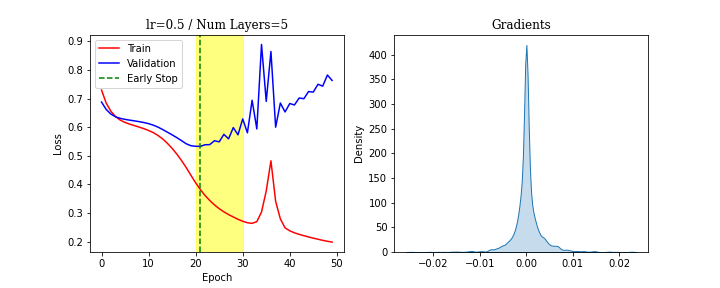 lr=0.5 / Num Layers=5
Train
Validation
Early Stop
Loss
0.9
0.8
0.7
0.6
0.5
0.4
0.3
0.2
0 10 20 30 40 50
Epoch
Gradients
Density
400
350
300
250
200
150
100
50
0
−0.02 −0.01 0.00 0.01 0.02